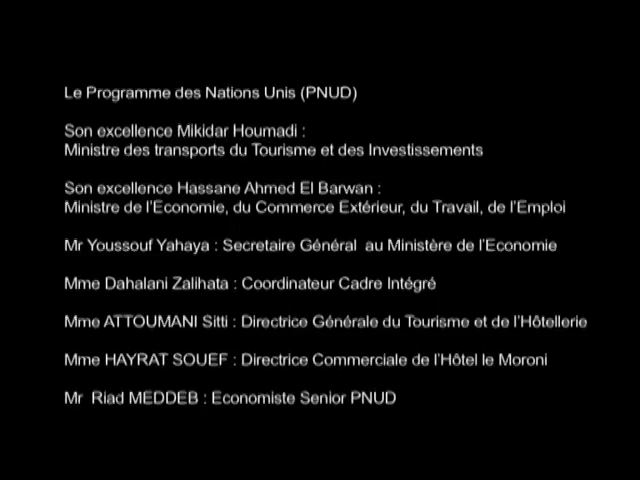 Le Programme des Nations Unis (PNUD)
Son excellence Mikidar Houmadi :
Ministre des transports du Tourisme et des Investissements
Son excellence Hassane Ahmed El Barwan :
Ministre de l'Economie, du Commerce Extérieur, du Travail, de l'Emploi
Mr Youssouf Yahaya : Secretaire Général au Ministère de l'Economie
Mme Dahalani Zalihata : Coordinateur Cadre Intégré
Mme ATTOUMANI Sitti : Directrice Générale du Tourisme et de l'Hôtellerie
Mme HAYRAT SOUEF : Directrice Commerciale de l'Hôtel le Moroni
Mr Riad MEDDEB : Economiste Senior PNUD